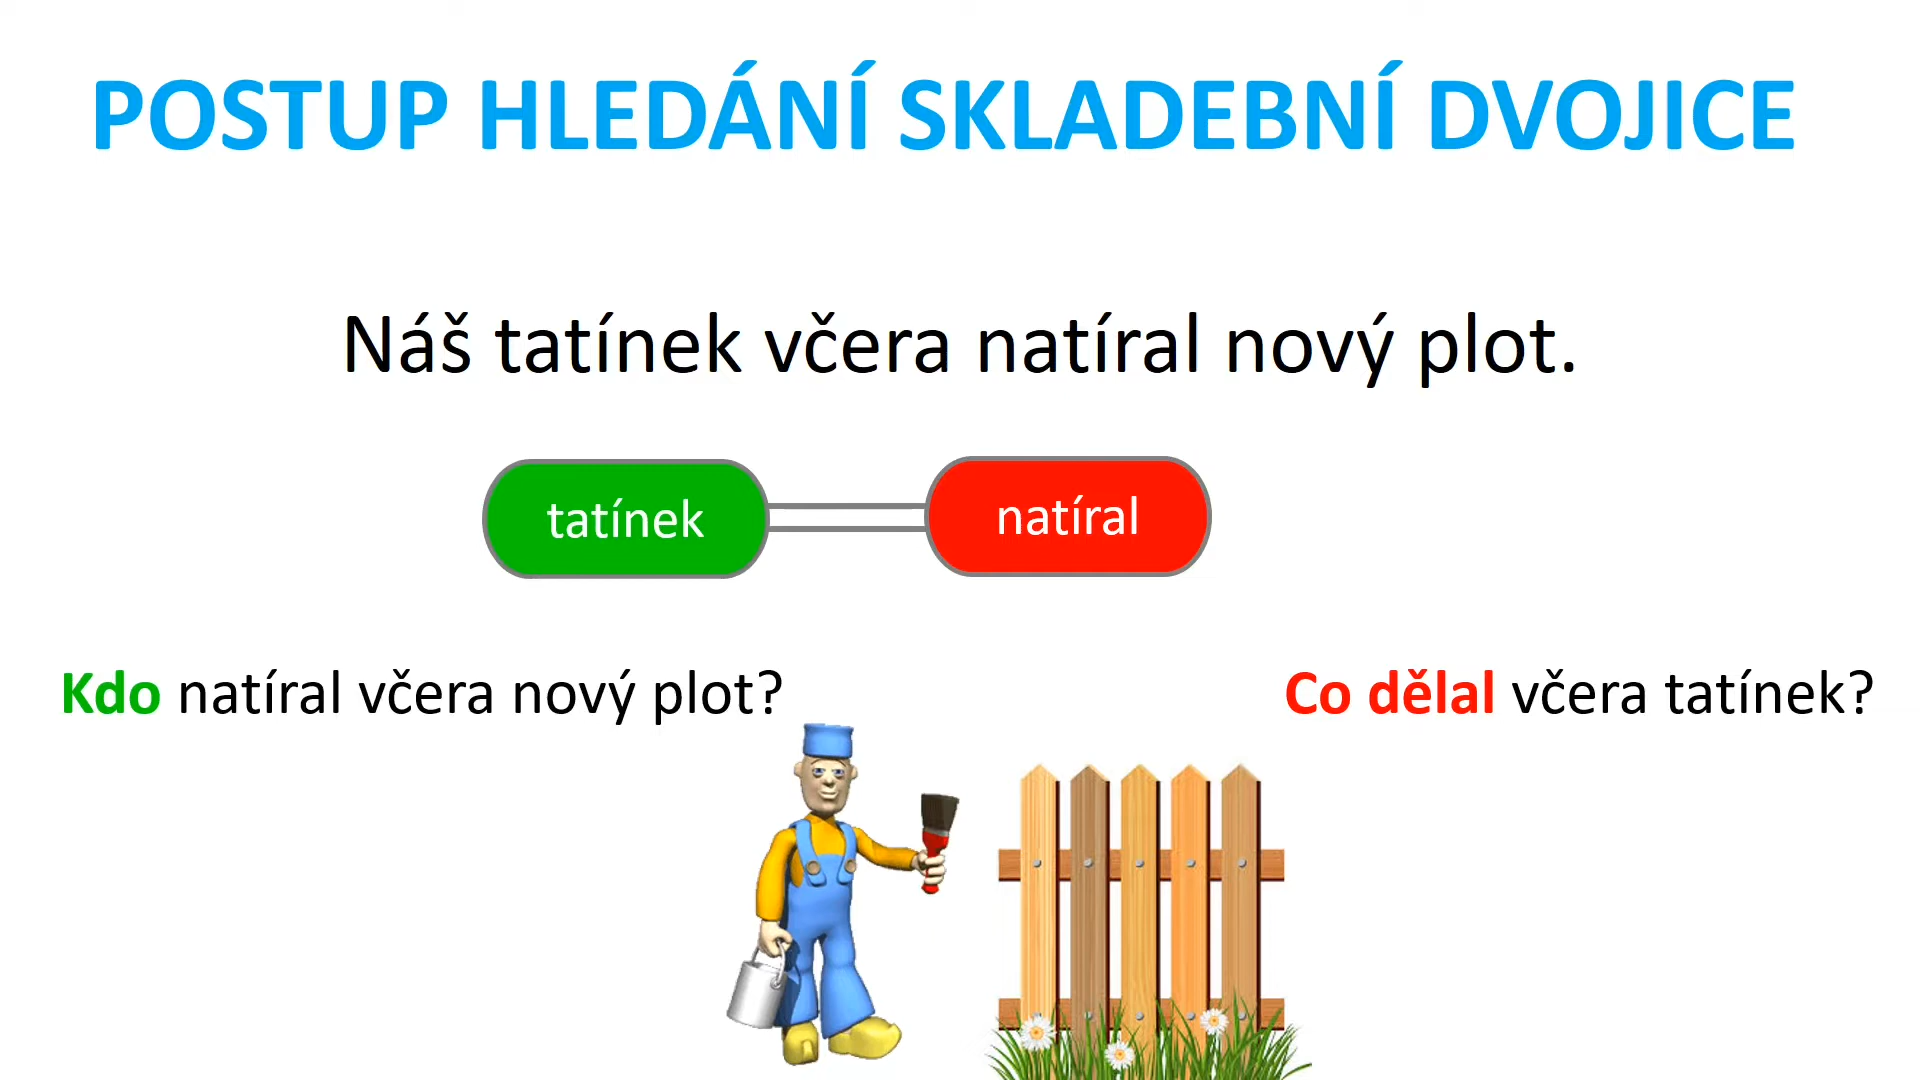 POSTUP HLEDÁNÍ SKLADEBNÍ DVOJICE
Náš tatínek včera natíral nový plot.
tatínek natíral
Kdo natíral včera nový plot? Co dělal včera tatínek?